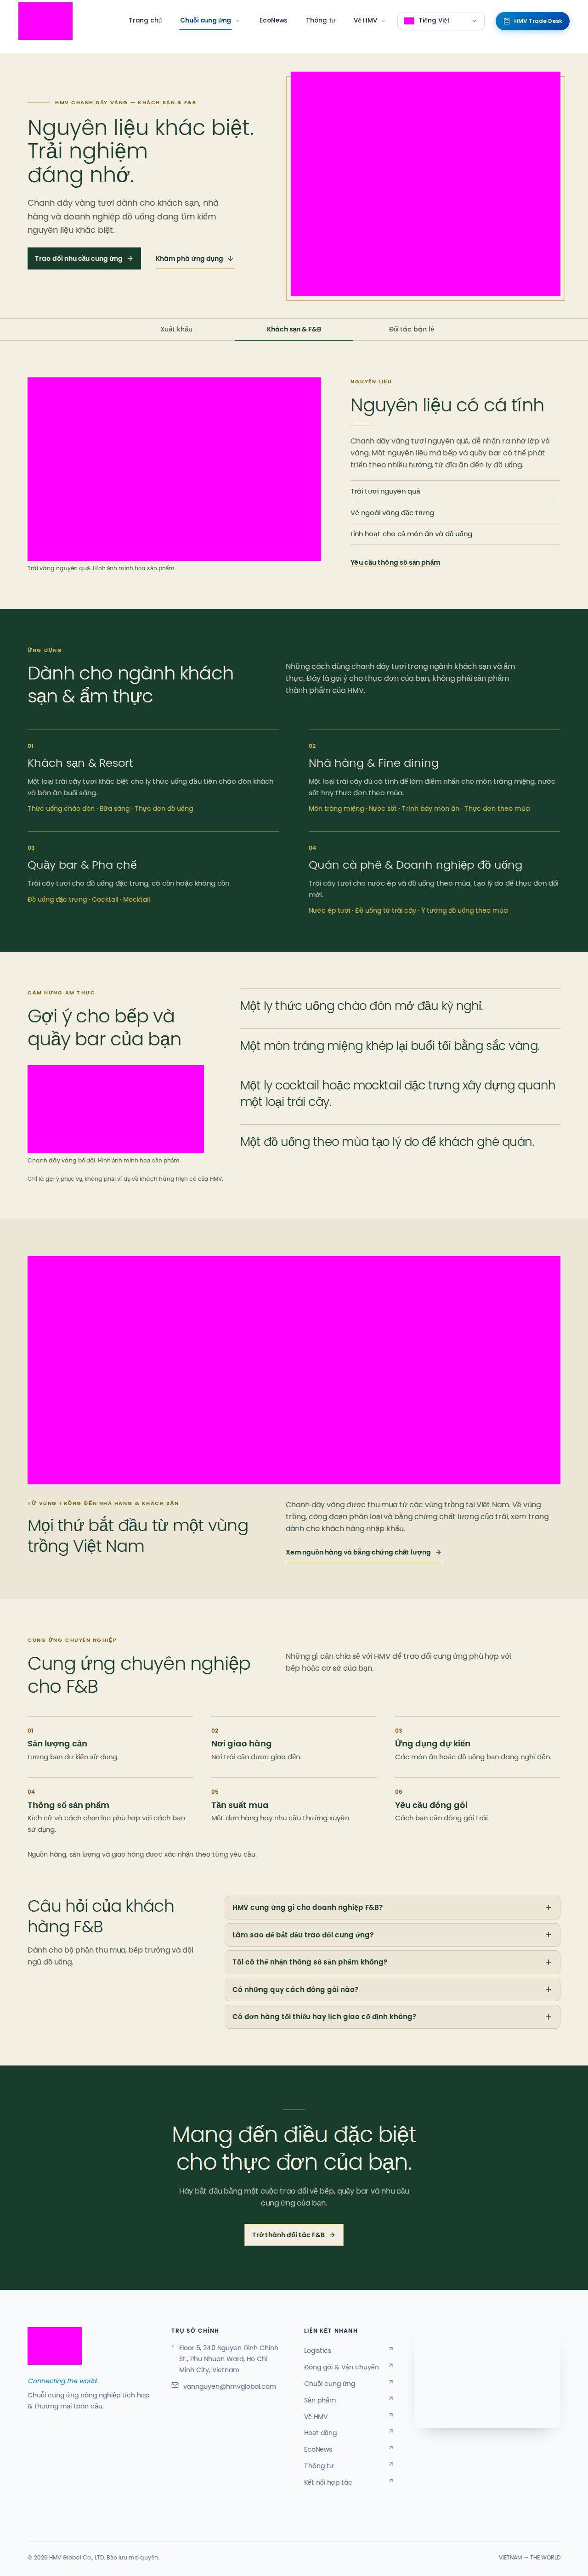 Trang chủ
Chuỗi cung ứng
EcoNews
Thông tư
Về HMV
Tiếng Việt
HMV Trade Desk
HMV CHANH DÂY VÀNG — KHÁCH SẠN & F&B
Nguyên liệu khác biệt.
Trải nghiệm
đáng nhớ.
Chanh dây vàng tươi dành cho khách sạn, nhà
hàng và doanh nghiệp đồ uống đang tìm kiếm
nguyên liệu khác biệt.
Trao đổi nhu cầu cung ứng
Khám phá ứng dụng
Xuất khẩu
Khách sạn & F&B
Đối tác bán lẻ
NGUYÊN LIỆU
Nguyên liệu có cá tính
Chanh dây vàng tươi nguyên quả, dễ nhận ra nhờ lớp vỏ
vàng. Một nguyên liệu mà bếp và quầy bar có thể phát
triển theo nhiều hướng, từ đĩa ăn đến ly đồ uống.
Trái tươi nguyên quả
Vẻ ngoài vàng đặc trưng
Linh hoạt cho cả món ăn và đồ uống
Yêu cầu thông số sản phẩm
Trái vàng nguyên quả. Hình ảnh minh họa sản phẩm.
ỨNG DỤNG
Dành cho ngành khách
sạn & ẩm thực
Những cách dùng chanh dây tươi trong ngành khách sạn và ẩm
thực. Đây là gợi ý cho thực đơn của bạn, không phải sản phẩm
thành phẩm của HMV.
01
Khách sạn & Resort
Một loại trái cây tươi khác biệt cho ly thức uống đầu tiên chào đón khách
và bàn ăn buổi sáng.
Thức uống chào đón · Bữa sáng · Thực đơn đồ uống
02
Nhà hàng & Fine dining
Một loại trái cây đủ cá tính để làm điểm nhấn cho món tráng miệng, nước
sốt hay thực đơn theo mùa.
Món tráng miệng · Nước sốt · Trình bày món ăn · Thực đơn theo mùa
03
Quầy bar & Pha chế
Trái cây tươi cho đồ uống đặc trưng, có cồn hoặc không cồn.
Đồ uống đặc trưng · Cocktail · Mocktail
04
Quán cà phê & Doanh nghiệp đồ uống
Trái cây tươi cho nước ép và đồ uống theo mùa, tạo lý do để thực đơn đổi
mới.
Nước ép tươi · Đồ uống từ trái cây · Ý tưởng đồ uống theo mùa
CẢM HỨNG ẨM THỰC
Gợi ý cho bếp và
quầy bar của bạn
Chanh dây vàng bổ đôi. Hình ảnh minh họa sản phẩm.
Chỉ là gợi ý phục vụ, không phải ví dụ về khách hàng hiện có của HMV.
Một ly thức uống chào đón mở đầu kỳ nghỉ.
Một món tráng miệng khép lại buổi tối bằng sắc vàng.
Một ly cocktail hoặc mocktail đặc trưng xây dựng quanh
một loại trái cây.
Một đồ uống theo mùa tạo lý do để khách ghé quán.
TỪ VÙNG TRỒNG ĐẾN NHÀ HÀNG & KHÁCH SẠN
Mọi thứ bắt đầu từ một vùng
trồng Việt Nam
Chanh dây vàng được thu mua từ các vùng trồng tại Việt Nam. Về vùng
trồng, công đoạn phân loại và bằng chứng chất lượng của trái, xem trang
dành cho khách hàng nhập khẩu.
Xem nguồn hàng và bằng chứng chất lượng
CUNG ỨNG CHUYÊN NGHIỆP
Cung ứng chuyên nghiệp
cho F&B
Những gì cần chia sẻ với HMV để trao đổi cung ứng phù hợp với
bếp hoặc cơ sở của bạn.
01
Sản lượng cần
Lượng bạn dự kiến sử dụng.
02
Nơi giao hàng
Nơi trái cần được giao đến.
03
Ứng dụng dự kiến
Các món ăn hoặc đồ uống bạn đang nghĩ đến.
04
Thông số sản phẩm
Kích cỡ và cách chọn lọc phù hợp với cách bạn
sử dụng.
05
Tần suất mua
Một đơn hàng hay nhu cầu thường xuyên.
06
Yêu cầu đóng gói
Cách bạn cần đóng gói trái.
Nguồn hàng, sản lượng và giao hàng được xác nhận theo từng yêu cầu.
Câu hỏi của khách
hàng F&B
Dành cho bộ phận thu mua, bếp trưởng và đội
ngũ đồ uống.
HMV cung ứng gì cho doanh nghiệp F&B?
Làm sao để bắt đầu trao đổi cung ứng?
Tôi có thể nhận thông số sản phẩm không?
Có những quy cách đóng gói nào?
Có đơn hàng tối thiểu hay lịch giao cố định không?
Mang đến điều đặc biệt
cho thực đơn của bạn.
Hãy bắt đầu bằng một cuộc trao đổi về bếp, quầy bar và nhu cầu
cung ứng của bạn.
Trở thành đối tác F&B
Connecting the world.
Chuỗi cung ứng nông nghiệp tích hợp
& thương mại toàn cầu.
TRỤ SỞ CHÍNH
Floor 5, 240 Nguyen Dinh Chinh
St., Phu Nhuan Ward, Ho Chi
Minh City, Vietnam
vannguyen@hmvglobal.com
LIÊN KẾT NHANH
Logistics
Đóng gói & Vận chuyển
Chuỗi cung ứng
Sản phẩm
Về HMV
Hoạt động
EcoNews
Thông tư
Kết nối hợp tác
© 2026 HMV Global Co., LTD. Bảo lưu mọi quyền.
VIETNAM → THE WORLD